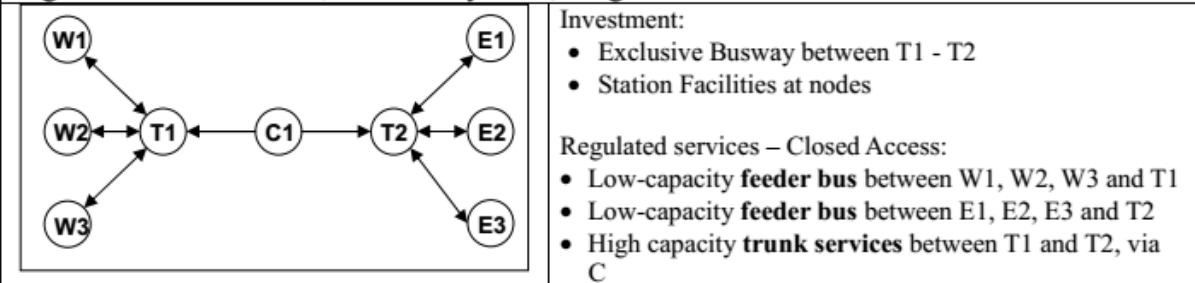 W1
E1
W2
T1
C1
T2
E2
W3
E3
Investment:
• Exclusive Busway between T1 - T2
• Station Facilities at nodes
Regulated services – Closed Access:
• Low-capacity feeder bus between W1, W2, W3 and T1
• Low-capacity feeder bus between E1, E2, E3 and T2
• High capacity trunk services between T1 and T2, via
C